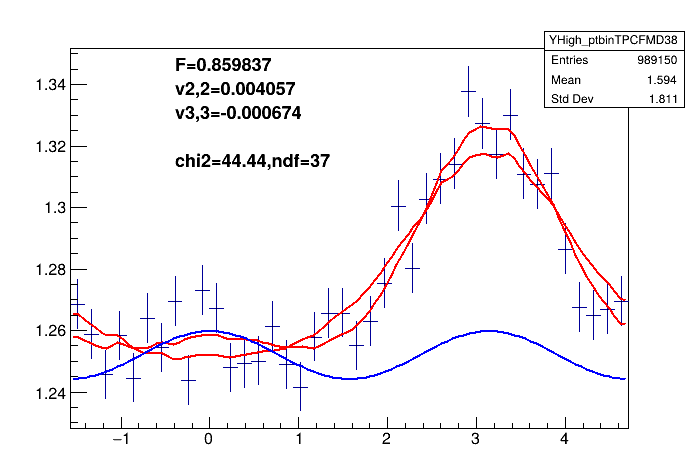 YHigh_ptbinTPCFMD38
Entries 989150
Mean 1.594
Std Dev 1.811
F=0.859837
v2,2=0.004057
v3,3=-0.000674
chi2=44.44,ndf=37
1.34
1.32
1.3
1.28
1.26
1.24
−1 0 1 2 3 4